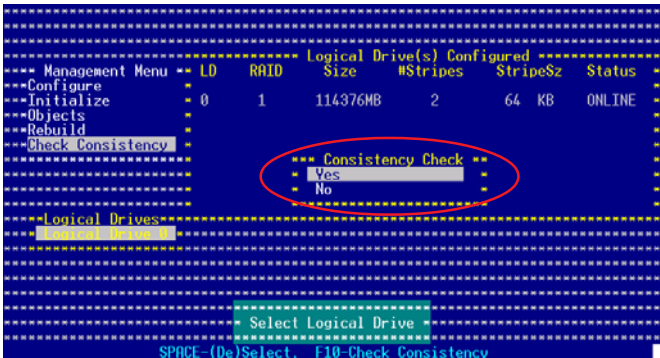 Logical Drive(s) Configured
Management Menu LD RAID Size #Stripes StripeSz Status
Configure
Initialize 0 1 114376MB 2 64 KB ONLINE
Objects
Rebuild
Check Consistency
Consistency Check
Yes
No
Logical Drives
Logical Drive 0
Select Logical Drive
SPACE-(De)Select, F10-Check Consistency